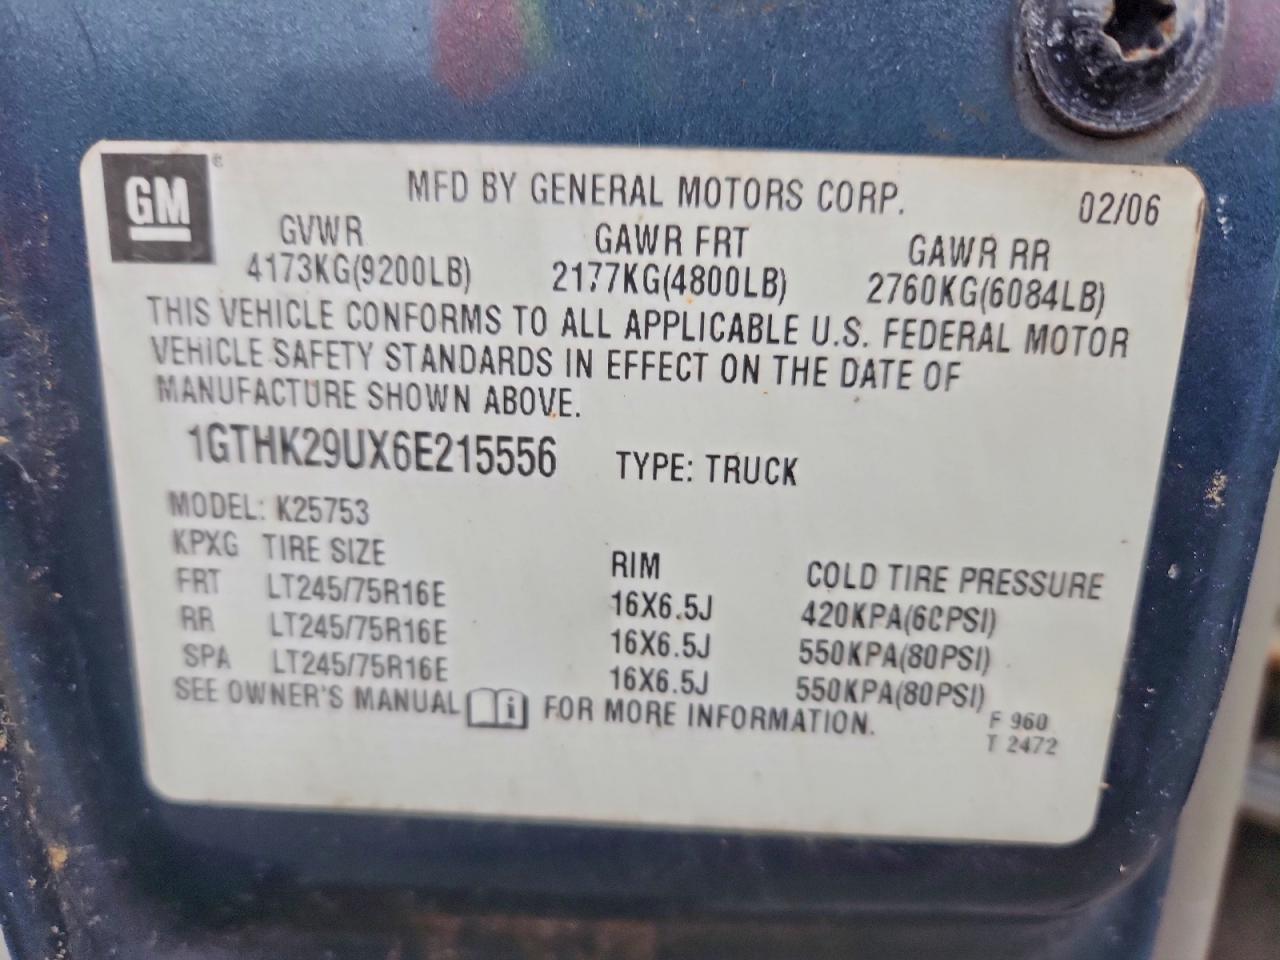 GM ®
MFD BY GENERAL MOTORS CORP. 02/06
GVWR GAWR FRT GAWR RR
4173KG(9200LB) 2177KG(4800LB) 2760KG(6084LB)
THIS VEHICLE CONFORMS TO ALL APPLICABLE U.S. FEDERAL MOTOR
VEHICLE SAFETY STANDARDS IN EFFECT ON THE DATE OF
MANUFACTURE SHOWN ABOVE.
1GTHK29UX6E215556 TYPE: TRUCK
MODEL: K25753
KPXG TIRE SIZE RIM COLD TIRE PRESSURE
FRT LT245/75R16E 16X6.5J 420KPA(6CPSI)
RR LT245/75R16E 16X6.5J 550KPA(80PSI)
SPA LT245/75R16E 16X6.5J 550KPA(80PSI)
SEE OWNER'S MANUAL i FOR MORE INFORMATION.
F 960
T 2472